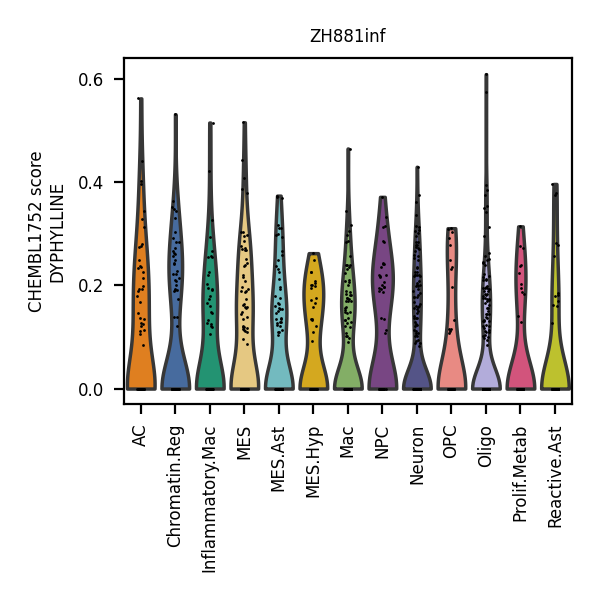 ZH881inf
CHEMBL1752 score
DYPHYLLINE
0.6
0.4
0.2
0.0
AC
Chromatin.Reg
Inflammatory.Mac
MES
MES.Ast
MES.Hyp
Mac
NPC
Neuron
OPC
Oligo
Prolif.Metab
Reactive.Ast